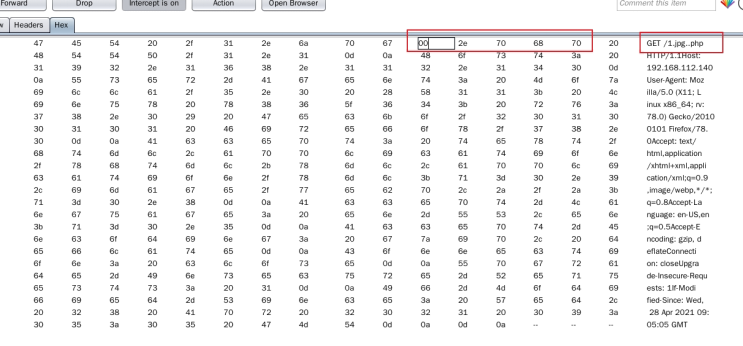 Forward Drop Intercept is on Action Open Browser Comment this item
w Headers Hex
47 45 54 20 2f 31 2e 6a 70 67 00 2e 70 68 70 20 GET /1.jpg..php
48 54 54 50 2f 31 2e 31 0d 0a 48 6f 73 74 3a 20 HTTP/1.1Host:
31 39 32 2e 31 36 38 2e 31 31 32 2e 31 34 30 0d 192.168.112.140
0a 55 73 65 72 2d 41 67 65 6e 74 3a 20 4d 6f 7a User-Agent: Moz
69 6c 6c 61 2f 35 2e 30 20 28 58 31 31 3b 20 4c illa/5.0 (X11; L
69 6e 75 78 20 78 38 36 5f 36 34 3b 20 72 76 3a inux x86_64; rv:
37 38 2e 30 29 20 47 65 63 6b 6f 2f 32 30 31 30 78.0) Gecko/2010
30 31 30 31 20 46 69 72 65 66 6f 78 2f 37 38 2e 0101 Firefox/78.
30 0d 0a 41 63 63 65 70 74 3a 20 74 65 78 74 2f 0Accept: text/
68 74 6d 6c 2c 61 70 70 6c 69 63 61 74 69 6f 6e html,application
2f 78 68 74 6d 6c 2b 78 6d 6c 2c 61 70 70 6c 69 /xhtml+xml,appli
63 61 74 69 6f 6e 2f 78 6d 6c 3b 71 3d 30 2e 39 cation/xml;q=0.9
2c 69 6d 61 67 65 2f 77 65 62 70 2c 2a 2f 2a 3b ,image/webp,*/*;
71 3d 30 2e 38 0d 0a 41 63 63 65 70 74 2d 4c 61 q=0.8Accept-La
6e 67 75 61 67 65 3a 20 65 6e 2d 55 53 2c 65 6e nguage: en-US,en
3b 71 3d 30 2e 35 0d 0a 41 63 63 65 70 74 2d 45 ;q=0.5Accept-E
6e 63 6f 64 69 6e 67 3a 20 67 7a 69 70 2c 20 64 ncoding: gzip, d
65 66 6c 61 74 65 0d 0a 43 6f 6e 6e 65 63 74 69 eflateConnecti
6f 6e 3a 20 63 6c 6f 73 65 0d 0a 55 70 67 72 61 on: closeUpgra
64 65 2d 49 6e 73 65 63 75 72 65 2d 52 65 71 75 de-Insecure-Requ
65 73 74 73 3a 20 31 0d 0a 49 66 2d 4d 6f 64 69 ests: 1If-Modi
66 69 65 64 2d 53 69 6e 63 65 3a 20 57 65 64 2c fied-Since: Wed,
20 32 38 20 41 70 72 20 32 30 32 31 20 30 39 3a 28 Apr 2021 09:
30 35 3a 30 35 20 47 4d 54 0d 0a 0d 0a -- -- -- 05:05 GMT